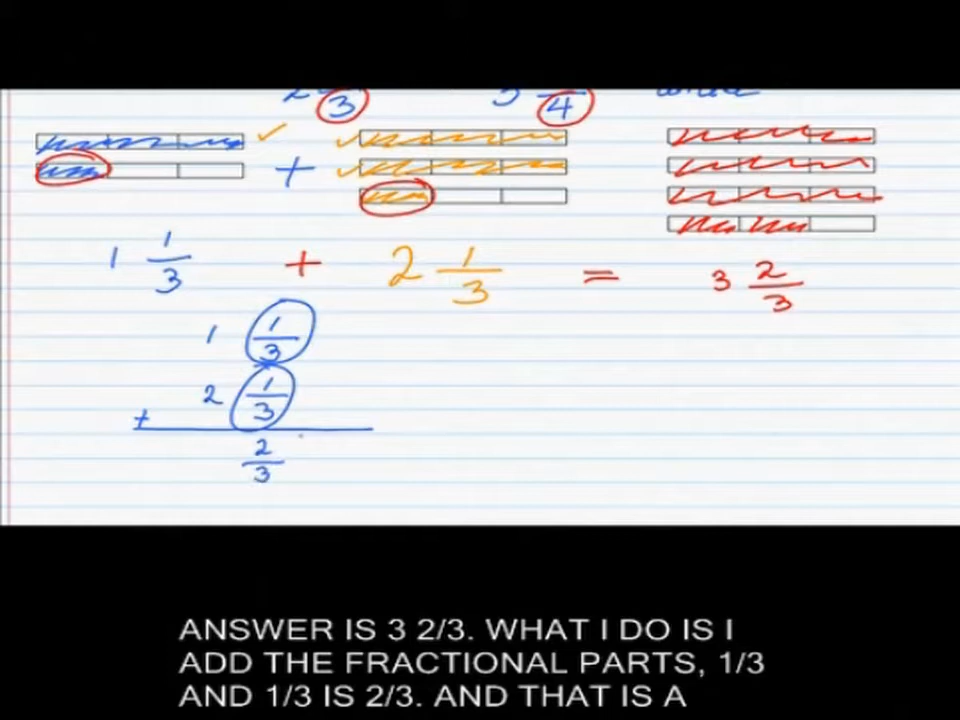 3 4
+
1 1/3 + 2 1/3 = 3 2/3
1 1/3
2 1/3
+
2/3
ANSWER IS 3 2/3. WHAT I DO IS I
ADD THE FRACTIONAL PARTS, 1/3
AND 1/3 IS 2/3. AND THAT IS A